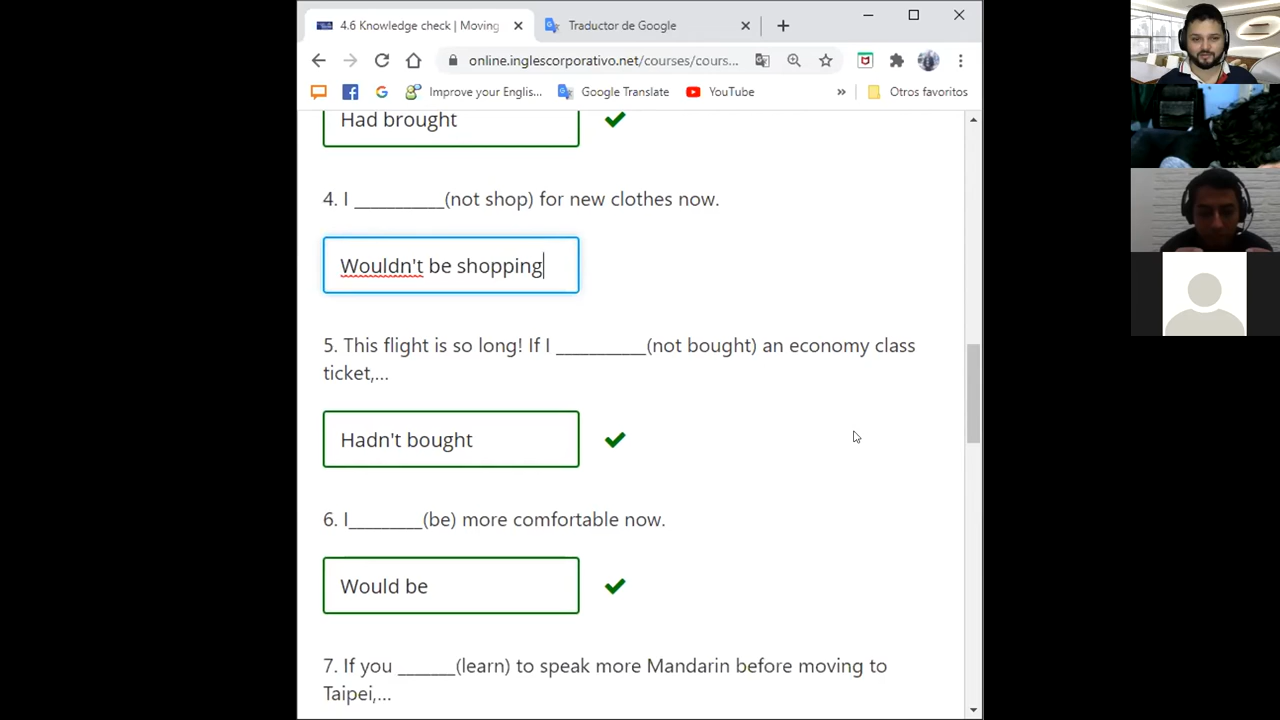 4.6 Knowledge check | Moving
Traductor de Google
online.inglescorporativo.net/courses/cours...
Improve your Englis...
Google Translate
YouTube
»
Otros favoritos
Had brought
4. I __________(not shop) for new clothes now.
Wouldn't be shopping
5. This flight is so long! If I __________(not bought) an economy class
ticket,...
Hadn't bought
6. I________(be) more comfortable now.
Would be
7. If you ______(learn) to speak more Mandarin before moving to
Taipei,...